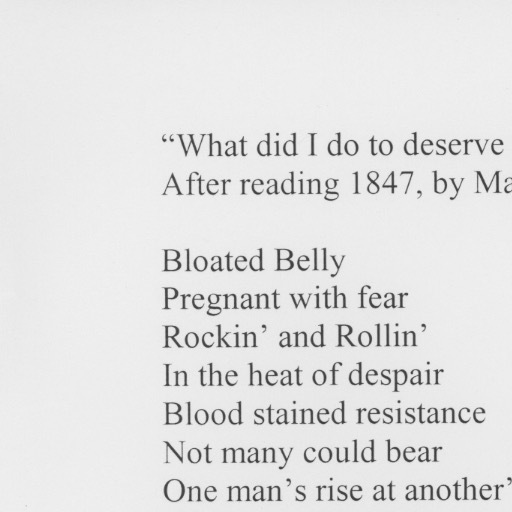 “What did I do to deserve
After reading 1847, by Ma
Bloated Belly
Pregnant with fear
Rockin’ and Rollin’
In the heat of despair
Blood stained resistance
Not many could bear
One man’s rise at another’